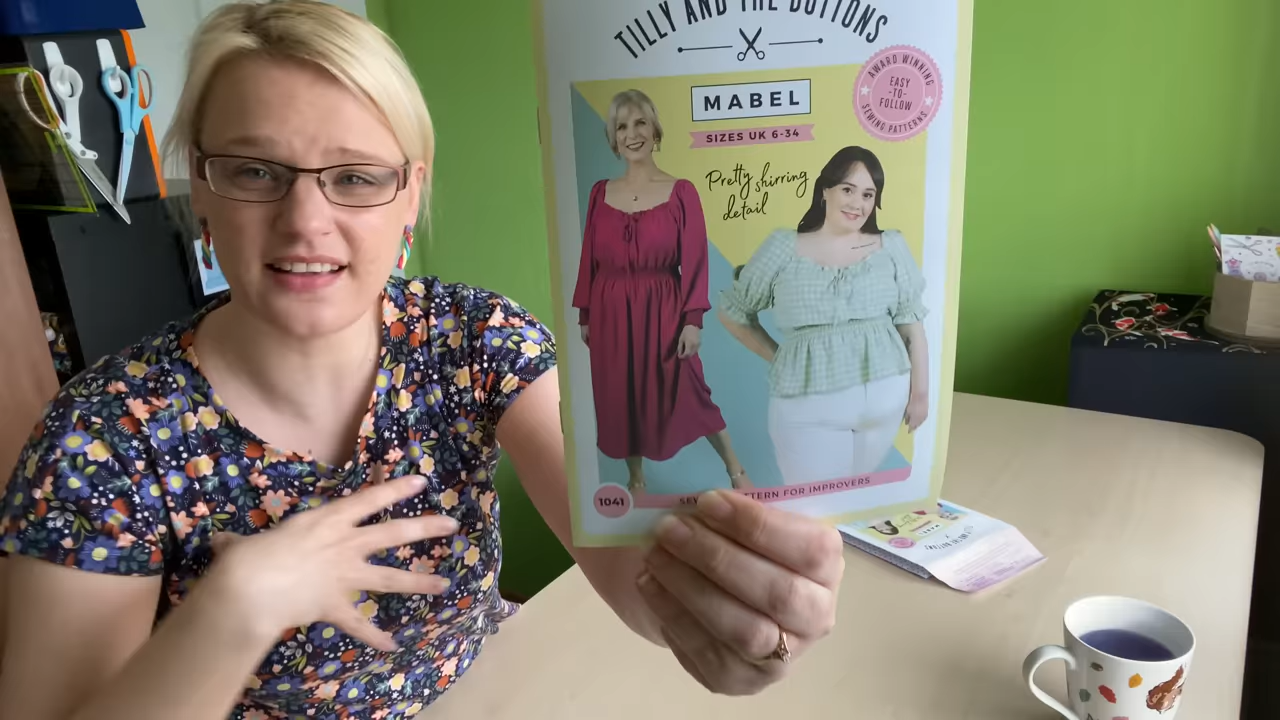 TILLY AND THE BUTTONS
MABEL
SIZES UK 6-34
Pretty shirring
detail
AWARD WINNING
EASY
-TO-
FOLLOW
SEWING PATTERNS
1041
PATTERN FOR IMPROVERS